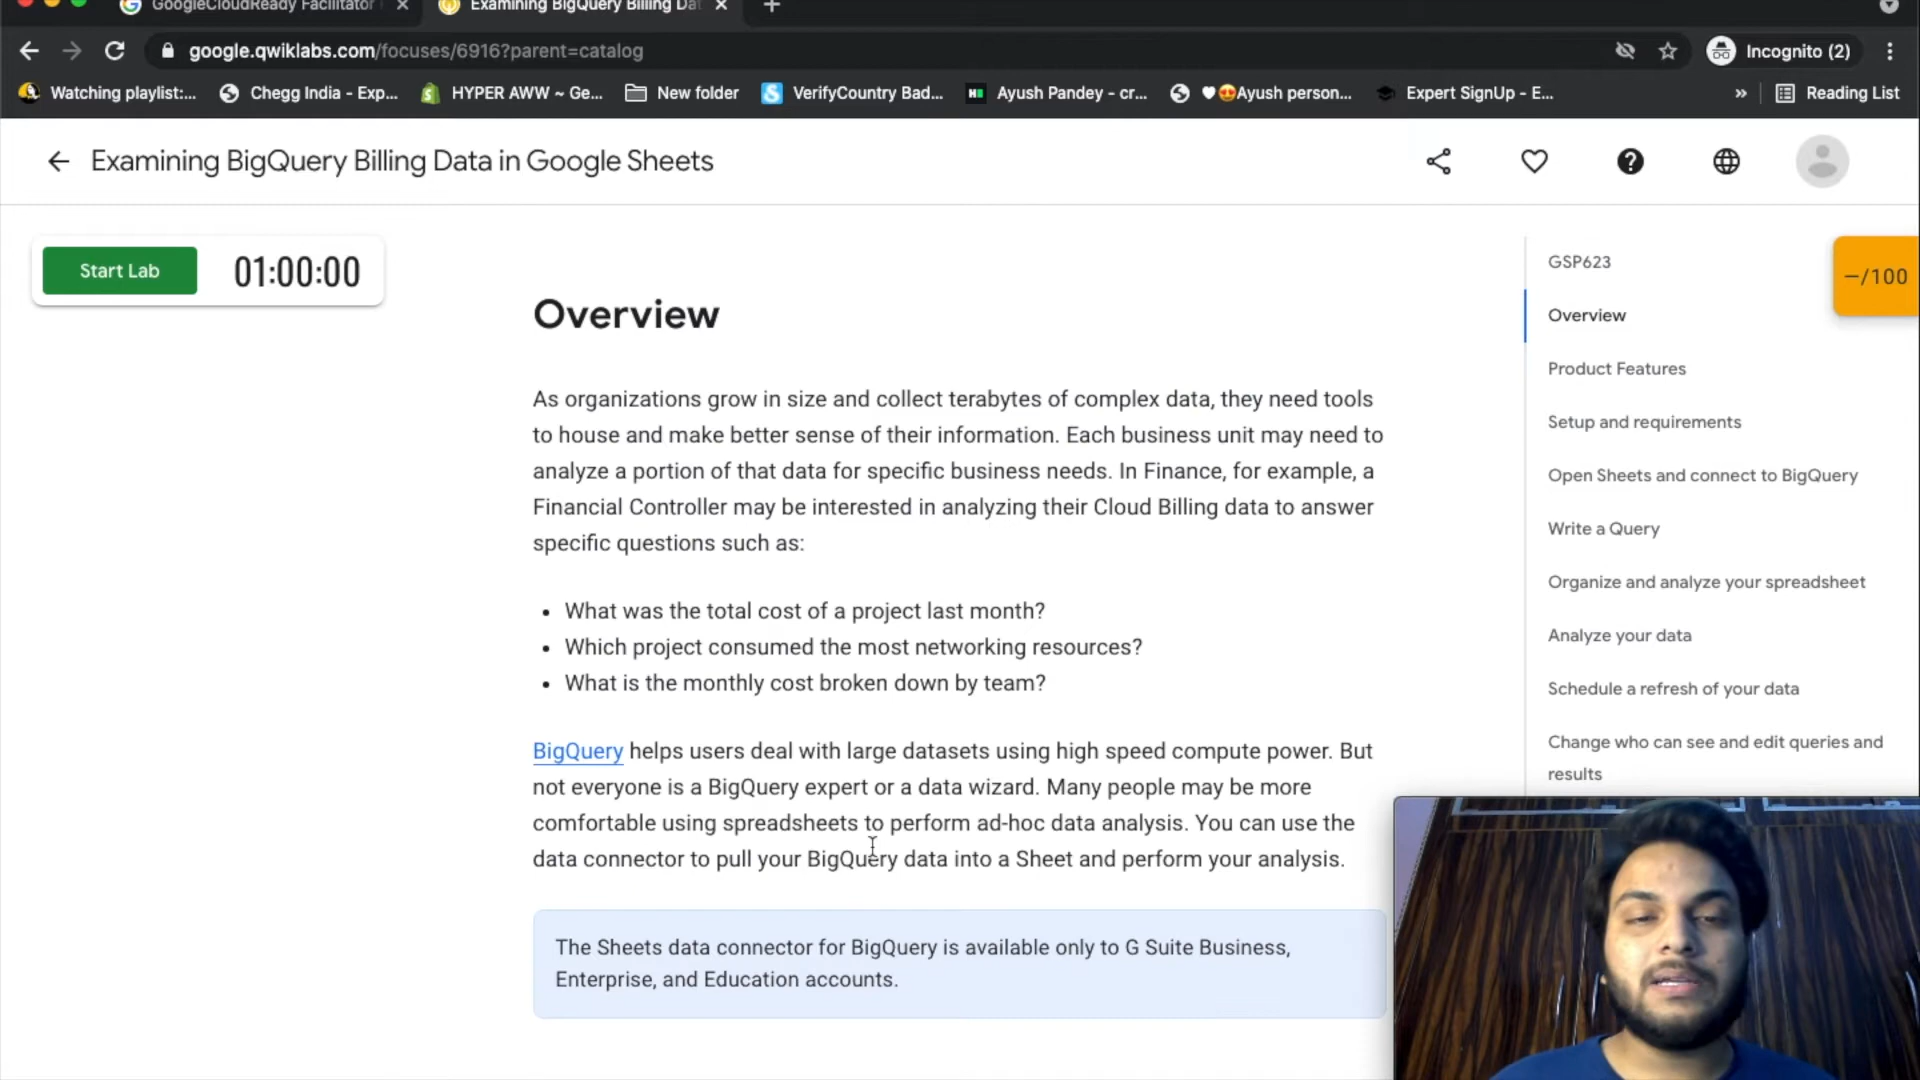 GoogleCloudReady Facilitator
Examining BigQuery Billing Dat
google.qwiklabs.com/focuses/6916?parent=catalog
Incognito (2)
Watching playlist:...
Chegg India - Exp...
HYPER AWW ~ Ge...
New folder
VerifyCountry Bad...
Ayush Pandey - cr...
Ayush person...
Expert SignUp - E...
»
Reading List
Examining BigQuery Billing Data in Google Sheets
Start Lab
01:00:00
Overview
As organizations grow in size and collect terabytes of complex data, they need tools
to house and make better sense of their information. Each business unit may need to
analyze a portion of that data for specific business needs. In Finance, for example, a
Financial Controller may be interested in analyzing their Cloud Billing data to answer
specific questions such as:
• What was the total cost of a project last month?
• Which project consumed the most networking resources?
• What is the monthly cost broken down by team?
BigQuery helps users deal with large datasets using high speed compute power. But
not everyone is a BigQuery expert or a data wizard. Many people may be more
comfortable using spreadsheets to perform ad-hoc data analysis. You can use the
data connector to pull your BigQuery data into a Sheet and perform your analysis.
The Sheets data connector for BigQuery is available only to G Suite Business,
Enterprise, and Education accounts.
GSP623
Overview
Product Features
Setup and requirements
Open Sheets and connect to BigQuery
Write a Query
Organize and analyze your spreadsheet
Analyze your data
Schedule a refresh of your data
Change who can see and edit queries and
results
—/100